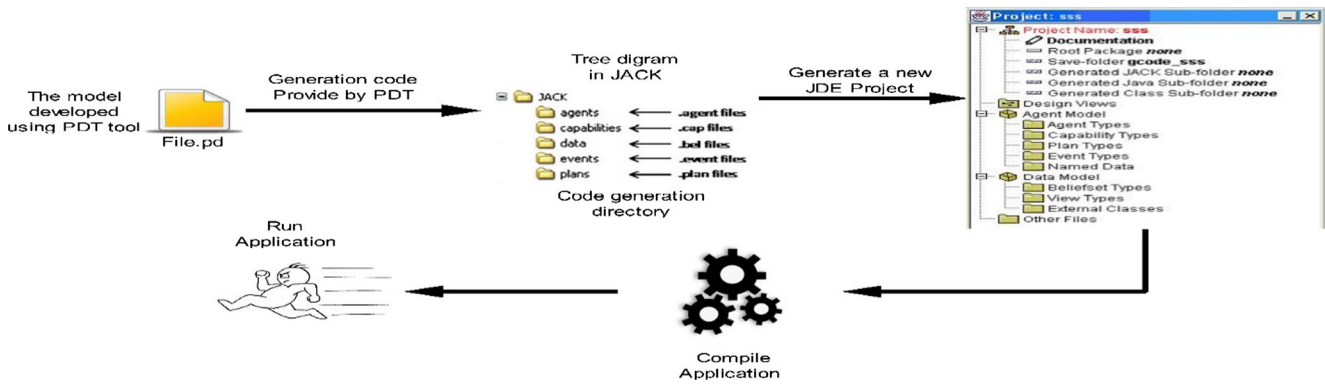 The model
developed
using PDT tool
File.pd
Generation code
Provide by PDT
Tree digram
in JACK
JACK
agents
.agent files
capabilities
.cap files
data
.bel files
events
.event files
plans
.plan files
Code generation
directory
Generate a new
JDE Project
Project: sss
Project Name: sss
Documentation
Root Package none
Save-folder gcode_sss
Generated JACK Sub-folder none
Generated Java Sub-folder none
Generated Class Sub-folder none
Design Views
Agent Model
Agent Types
Capability Types
Plan Types
Event Types
Named Data
Data Model
Beliefset Types
View Types
External Classes
Other Files
Compile
Application
Run
Application